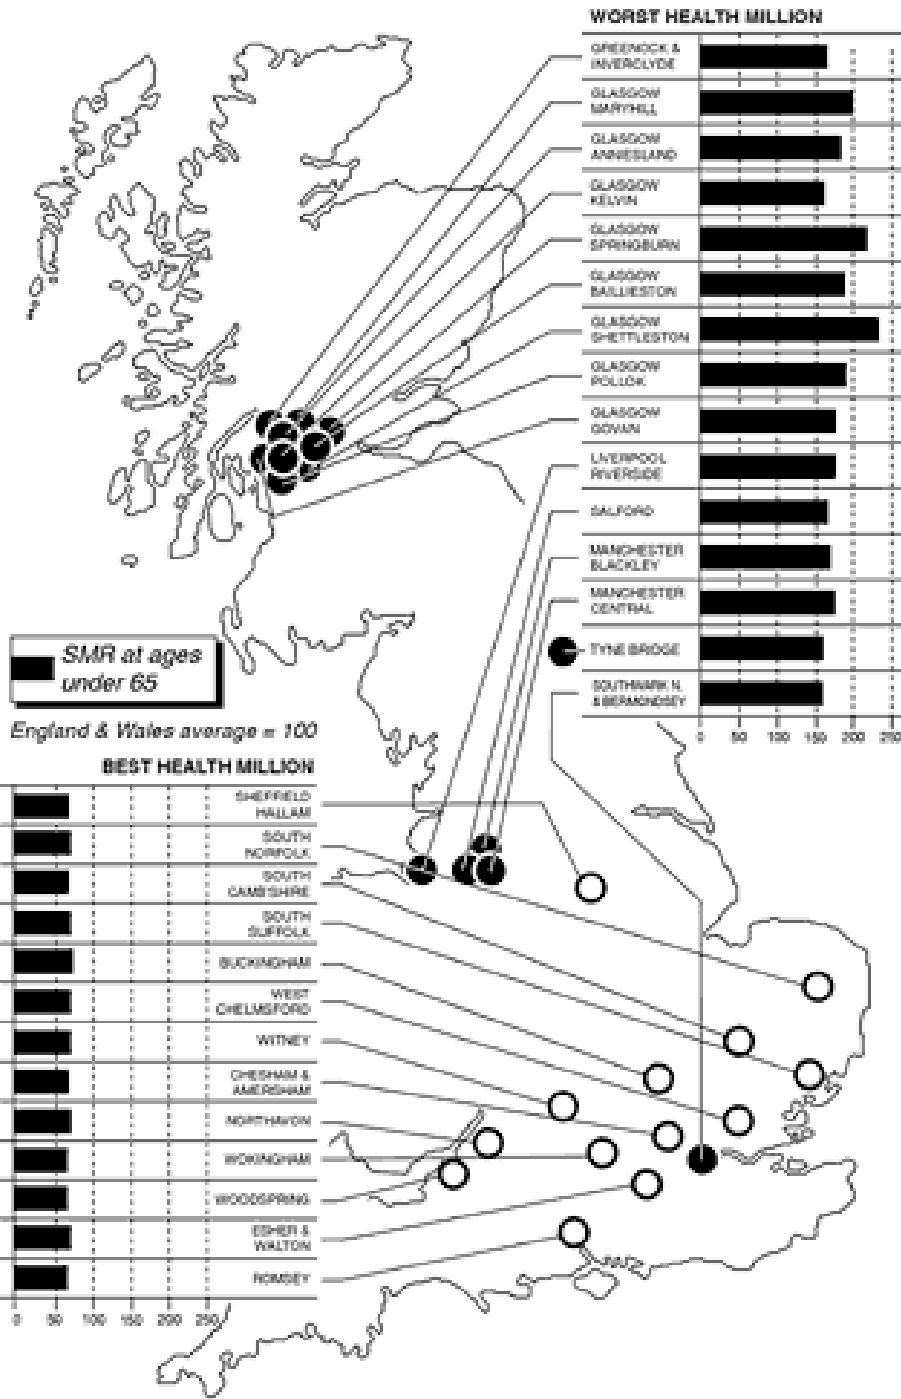 WORST HEALTH MILLION
GREENOCK &
INVERCLYDE
GLASGOW
MARYHILL
GLASGOW
ANNIESLAND
GLASGOW
KELVIN
GLASGOW
SPRINGBURN
GLASGOW
BAILLIESTON
GLASGOW
SHETTLESTON
GLASGOW
POLLOK
GLASGOW
GOVAN
LIVERPOOL
RIVERSIDE
SALFORD
MANCHESTER
BLACKLEY
MANCHESTER
CENTRAL
TYNE BRIDGE
SOUTHWARK N.
& BERMONDSEY
0 50 100 150 200 250
SMR at ages
under 65
England & Wales average = 100
BEST HEALTH MILLION
SHEFFIELD
HALLAM
SOUTH
NORFOLK
SOUTH
CAMBSHIRE
SOUTH
SUFFOLK
BUCKINGHAM
WEST
CHELMSFORD
WITNEY
CHESHAM &
AMERSHAM
NORTHAVON
WOKINGHAM
WOODSPRING
ESHER &
WALTON
ROMSEY
0 50 100 150 200 250